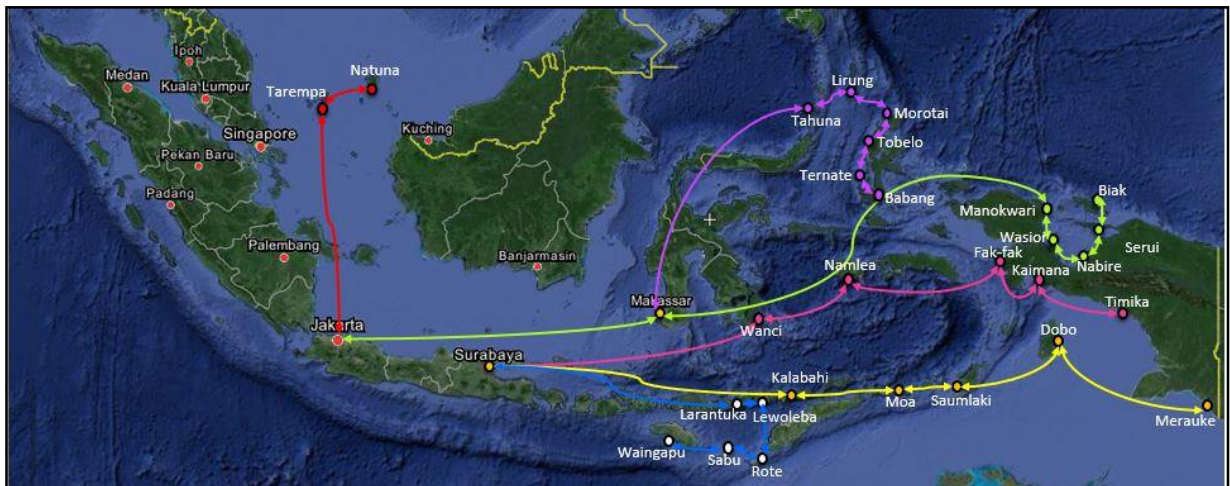 Ipoh
Medan
Kuala Lumpur
Natuna
Tarempa
Singapore
Kuching
Pekan Baru
Padang
Palembang
Banjarmasin
Lirung
Tahuna
Morotai
Tobelo
Ternate
Babang
Biak
Manokwari
Wasior
Serui
Fak-fak
Nabire
Kaimana
Namlea
Timika
Makassar
Wanci
Jakarta
Surabaya
Dobo
Kalabahi
Moa
Saumlaki
Larantuka
Lewoleba
Merauke
Waingapu
Sabu
Rote